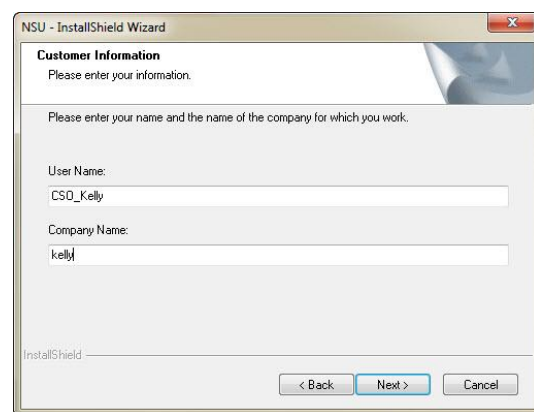 NSU - InstallShield Wizard
Customer Information
Please enter your information.
Please enter your name and the name of the company for which you work.
User Name:
CSO_Kelly
Company Name:
kelly
InstallShield
< Back
Next >
Cancel